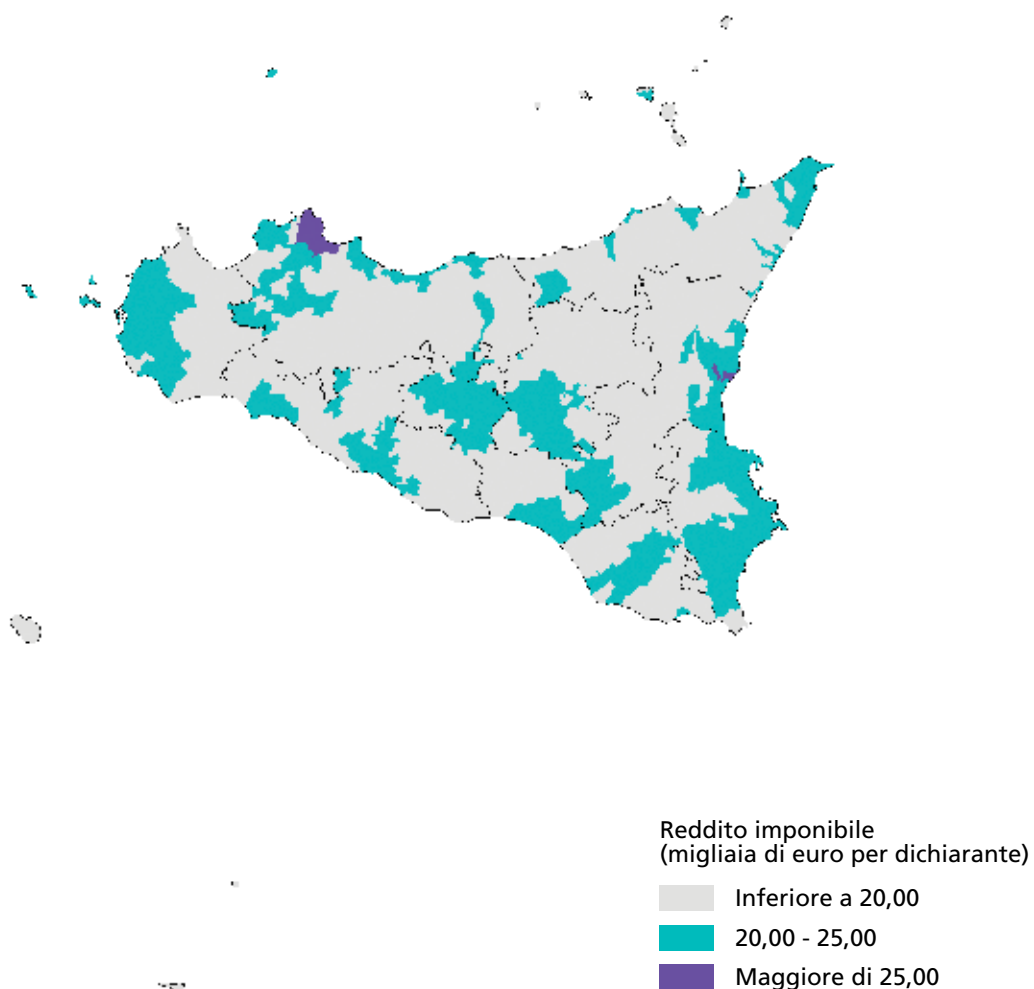 Reddito imponibile
(migliaia di euro per dichiarante)
Inferiore a 20,00
20,00 - 25,00
Maggiore di 25,00